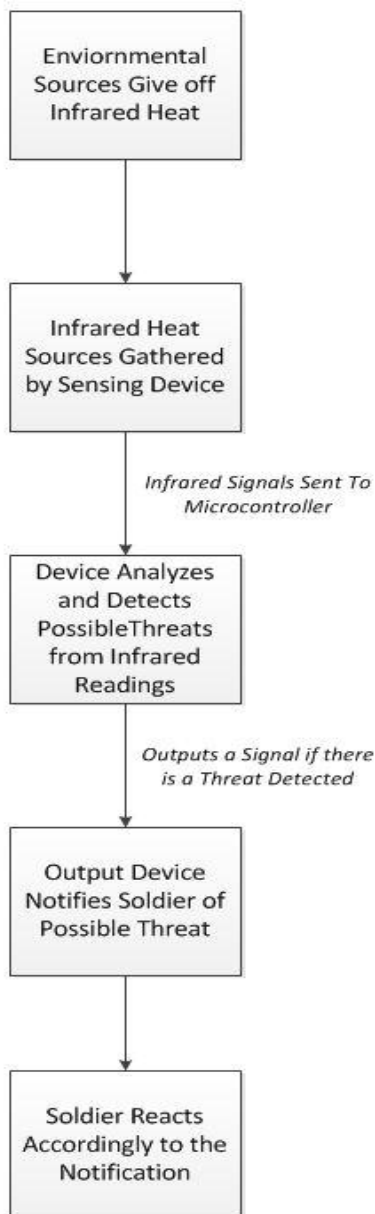 Enviornmental
Sources Give off
Infrared Heat
Infrared Heat
Sources Gathered
by Sensing Device
Infrared Signals Sent To
Microcontroller
Device Analyzes
and Detects
PossibleThreats
from Infrared
Readings
Outputs a Signal if there
is a Threat Detected
Output Device
Notifies Soldier of
Possible Threat
Soldier Reacts
Accordingly to the
Notification